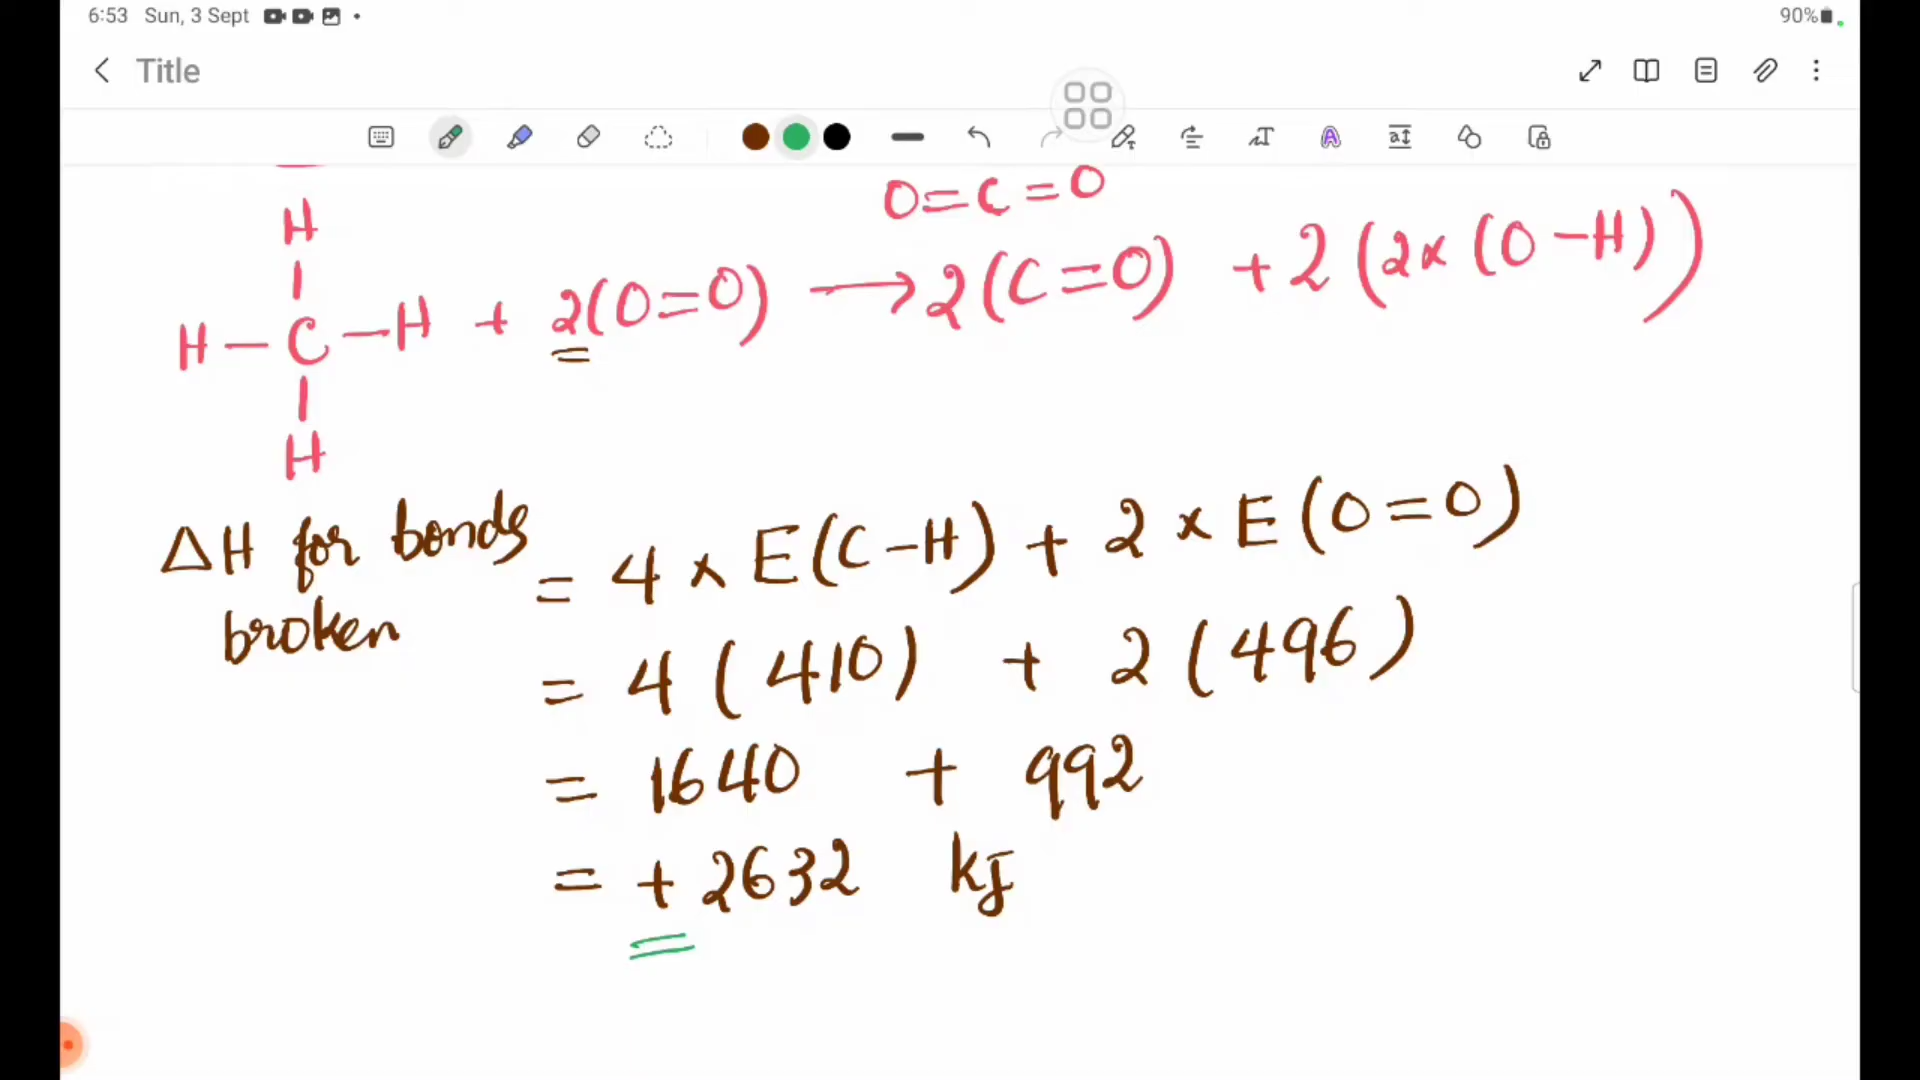 6:53 Sun, 3 Sept
90%
Title
O=C=O
H
H-C-H + 2(O=O) → 2(C=O) + 2(2×(O-H))
H
ΔH for bonds broken = 4 × E(C-H) + 2 × E(O=O)
= 4 (410) + 2 (496)
= 1640 + 992
= + 2632 kJ